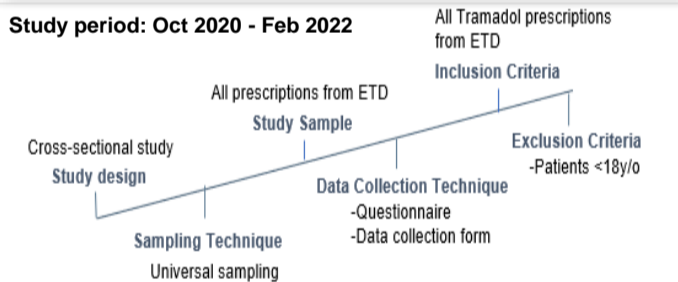 Study period: Oct 2020 - Feb 2022
All Tramadol prescriptions
from ETD
Inclusion Criteria
All prescriptions from ETD
Study Sample
Exclusion Criteria
-Patients <18y/o
Cross-sectional study
Study design
Data Collection Technique
-Questionnaire
-Data collection form
Sampling Technique
Universal sampling